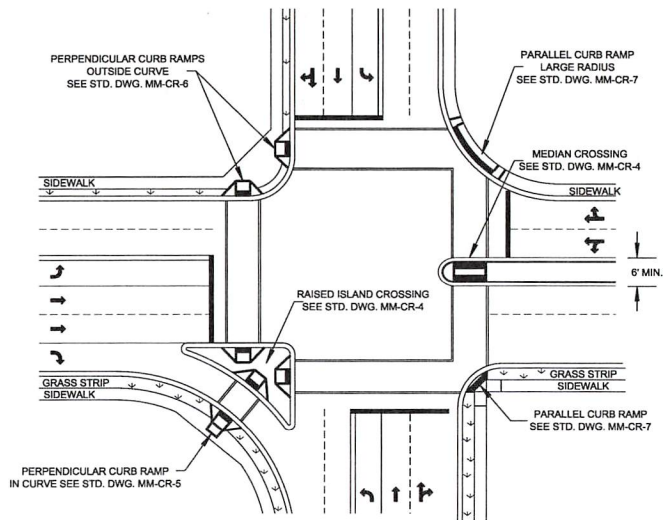 PERPENDICULAR CURB RAMPS
OUTSIDE CURVE
SEE STD. DWG. MM-CR-6
PARALLEL CURB RAMP
LARGE RADIUS
SEE STD. DWG. MM-CR-7
MEDIAN CROSSING
SEE STD. DWG. MM-CR-4
SIDEWALK
SIDEWALK
6' MIN.
RAISED ISLAND CROSSING
SEE STD. DWG. MM-CR-4
GRASS STRIP
SIDEWALK
GRASS STRIP
SIDEWALK
PARALLEL CURB RAMP
SEE STD. DWG. MM-CR-7
PERPENDICULAR CURB RAMP
IN CURVE SEE STD. DWG. MM-CR-5